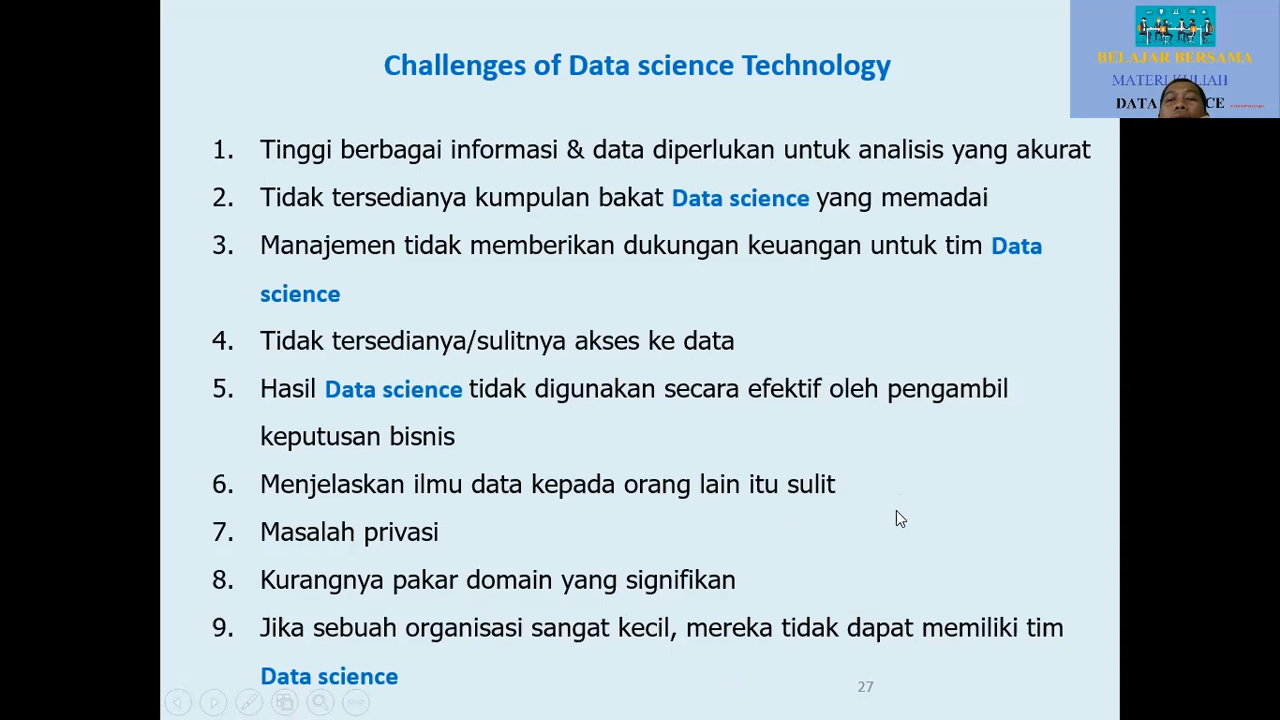 Challenges of Data science Technology
BELAJAR BERSAMA
MATERI KULIAH
DATA
1. Tinggi berbagai informasi & data diperlukan untuk analisis yang akurat
2. Tidak tersedianya kumpulan bakat Data science yang memadai
3. Manajemen tidak memberikan dukungan keuangan untuk tim Data
science
4. Tidak tersedianya/sulitnya akses ke data
5. Hasil Data science tidak digunakan secara efektif oleh pengambil
keputusan bisnis
6. Menjelaskan ilmu data kepada orang lain itu sulit
7. Masalah privasi
8. Kurangnya pakar domain yang signifikan
9. Jika sebuah organisasi sangat kecil, mereka tidak dapat memiliki tim
Data science
27